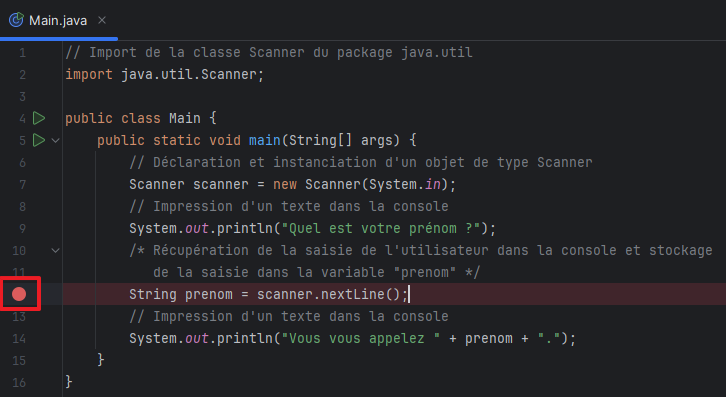 Main.java
1 // Import de la classe Scanner du package java.util
2 import java.util.Scanner;
3
4 public class Main {
5 public static void main(String[] args) {
6 // Déclaration et instanciation d'un objet de type Scanner
7 Scanner scanner = new Scanner(System.in);
8 // Impression d'un texte dans la console
9 System.out.println("Quel est votre prénom ?");
10 /* Récupération de la saisie de l'utilisateur dans la console et stockage
11 de la saisie dans la variable "prenom" */
String prenom = scanner.nextLine();
13 // Impression d'un texte dans la console
14 System.out.println("Vous vous appelez " + prenom + ".");
15 }
16 }